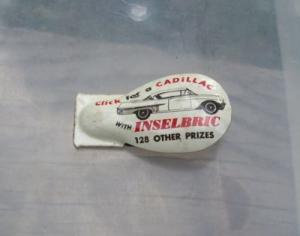 Click for a CADILLAC
WITH INSELBRIC
128 OTHER PRIZES